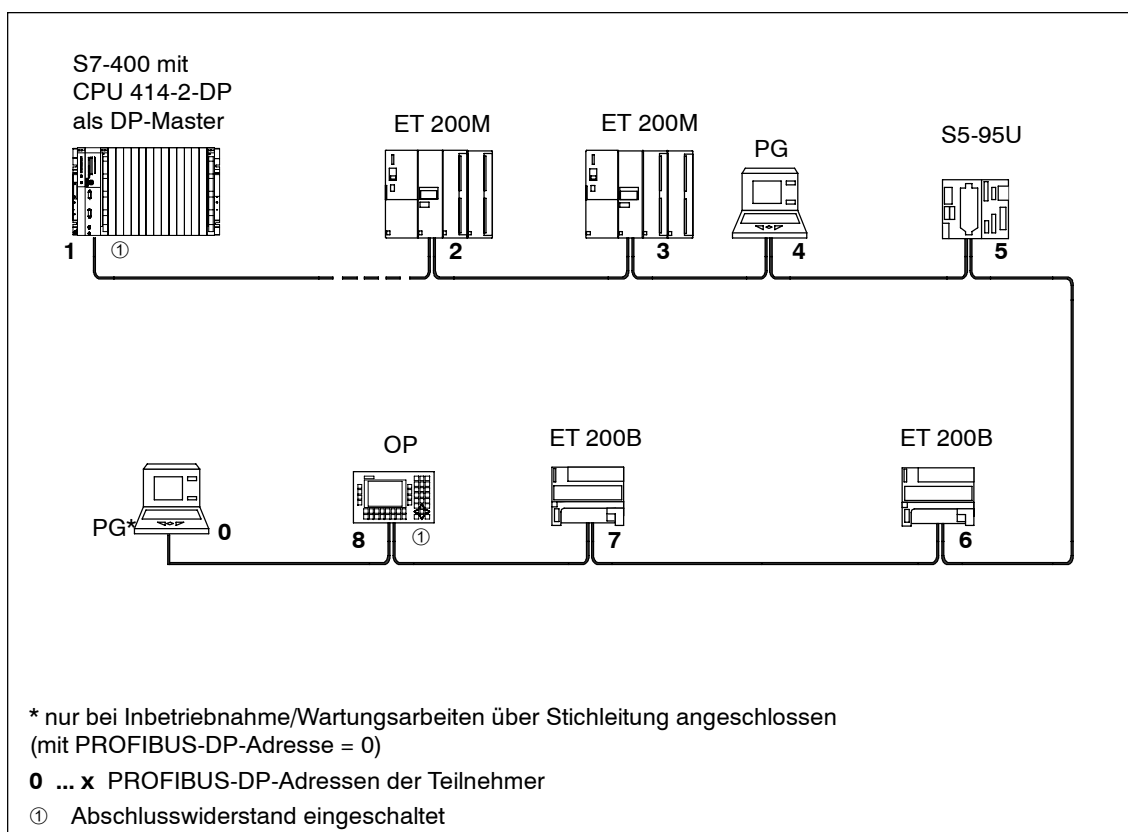 S7-400 mit
CPU 414-2-DP
als DP-Master
ET 200M
ET 200M
PG
S5-95U
1 ①
2
3
4
5
PG* 0
OP
ET 200B
ET 200B
8 ①
7
6
* nur bei Inbetriebnahme/Wartungsarbeiten über Stichleitung angeschlossen
(mit PROFIBUS-DP-Adresse = 0)
0 ... x PROFIBUS-DP-Adressen der Teilnehmer
① Abschlusswiderstand eingeschaltet